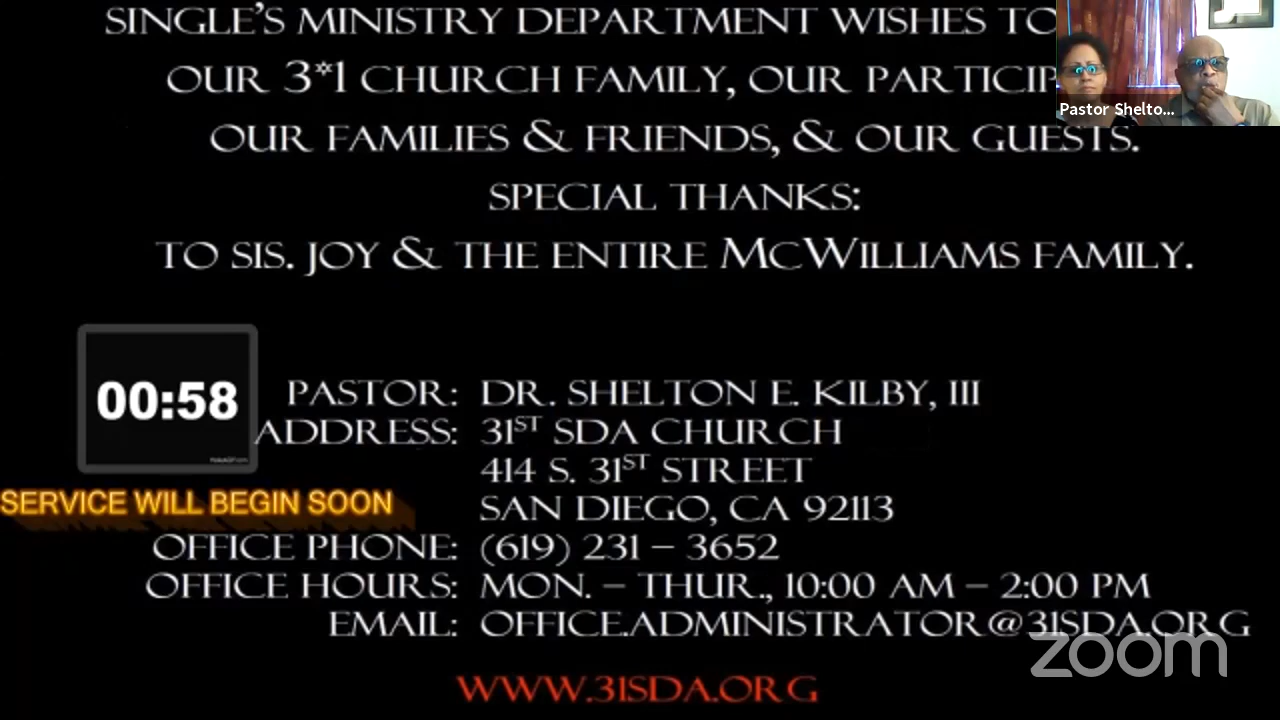 SINGLE'S MINISTRY DEPARTMENT WISHES TO
OUR 3*1 CHURCH FAMILY, OUR
OUR FAMILIES & FRIENDS, & OUR GUESTS.
SPECIAL THANKS:
TO SIS. JOY & THE ENTIRE MCWILLIAMS FAMILY.
Pastor Shelto...
00:58
PASTOR: DR. SHELTON E. KILBY, III
ADDRESS: 31ST SDA CHURCH
414 S. 31ST STREET
SAN DIEGO, CA 92113
SERVICE WILL BEGIN SOON
OFFICE PHONE: (619) 231 – 3652
OFFICE HOURS: MON. – THUR., 10:00 AM – 2:00 PM
EMAIL: OFFICE.ADMINISTRATOR@31SDA.ORG
zoom
WWW.31SDA.ORG